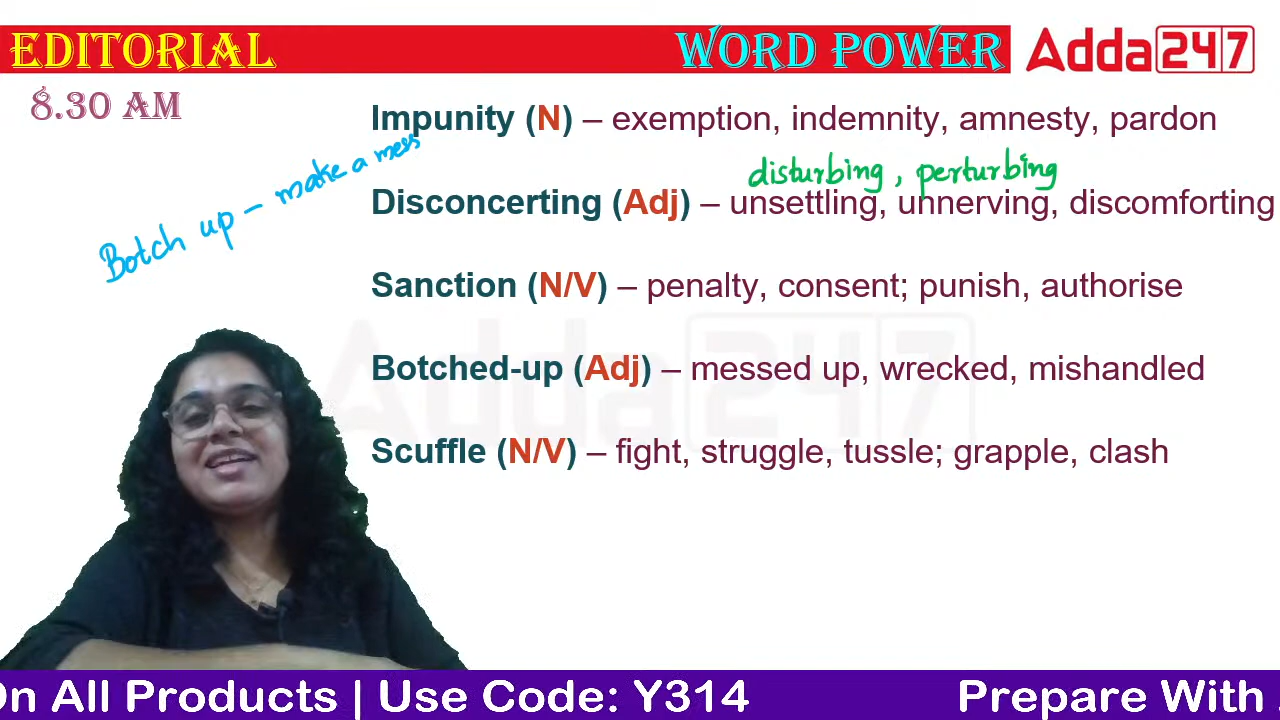 EDITORIAL
WORD POWER
Adda247
8.30 AM
Impunity (N) – exemption, indemnity, amnesty, pardon
Botch up – make a mess
disturbing, perturbing
Disconcerting (Adj) – unsettling, unnerving, discomforting
Sanction (N/V) – penalty, consent; punish, authorise
Adda247
Botched-up (Adj) – messed up, wrecked, mishandled
Scuffle (N/V) – fight, struggle, tussle; grapple, clash
On All Products | Use Code: Y314
Prepare With